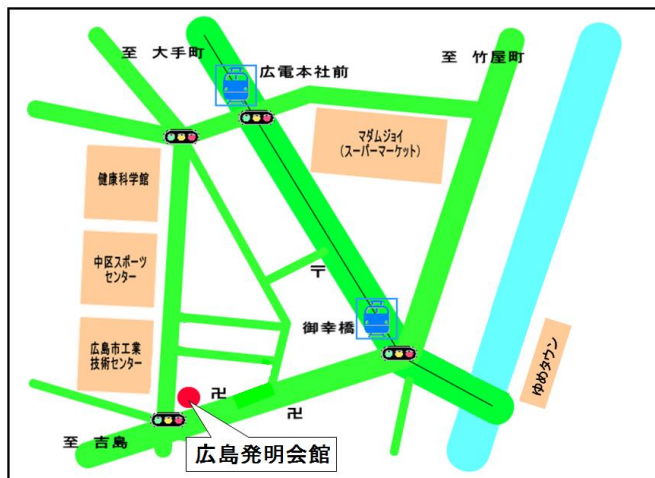 至 大手町
広電本社前
至 竹屋町
マダムジョイ
(スーパーマーケット)
健康科学館
中区スポーツ
センター
〒
御幸橋
広島市工業
技術センター
ゆめタウン
卍
卍
至 吉島
広島発明会館